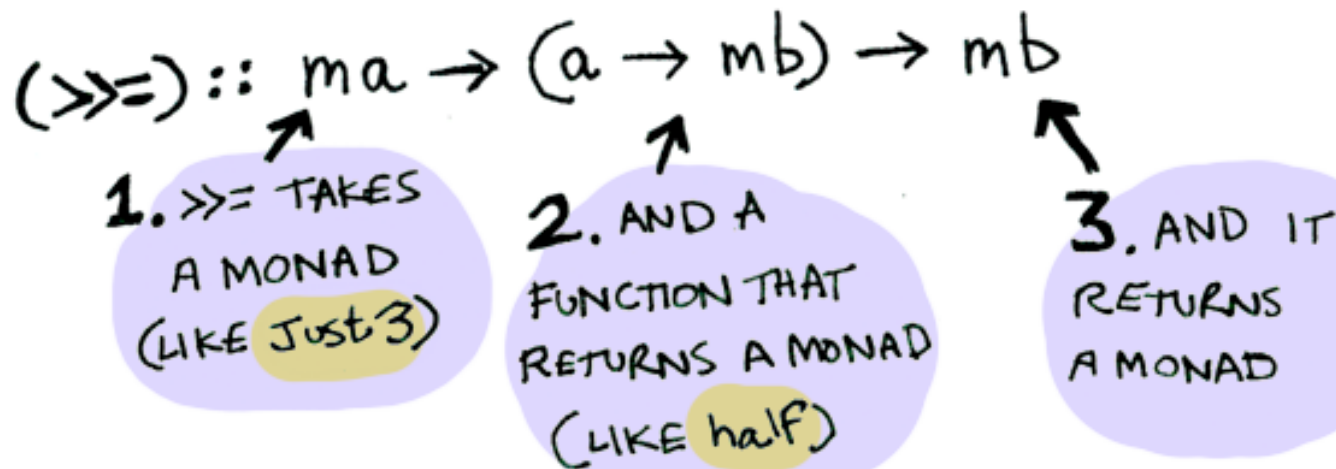 (>>=) :: ma → (a → mb) → mb
1. >>= TAKES
A MONAD
(LIKE Just 3)
2. AND A
FUNCTION THAT
RETURNS A MONAD
(LIKE half)
3. AND IT
RETURNS
A MONAD